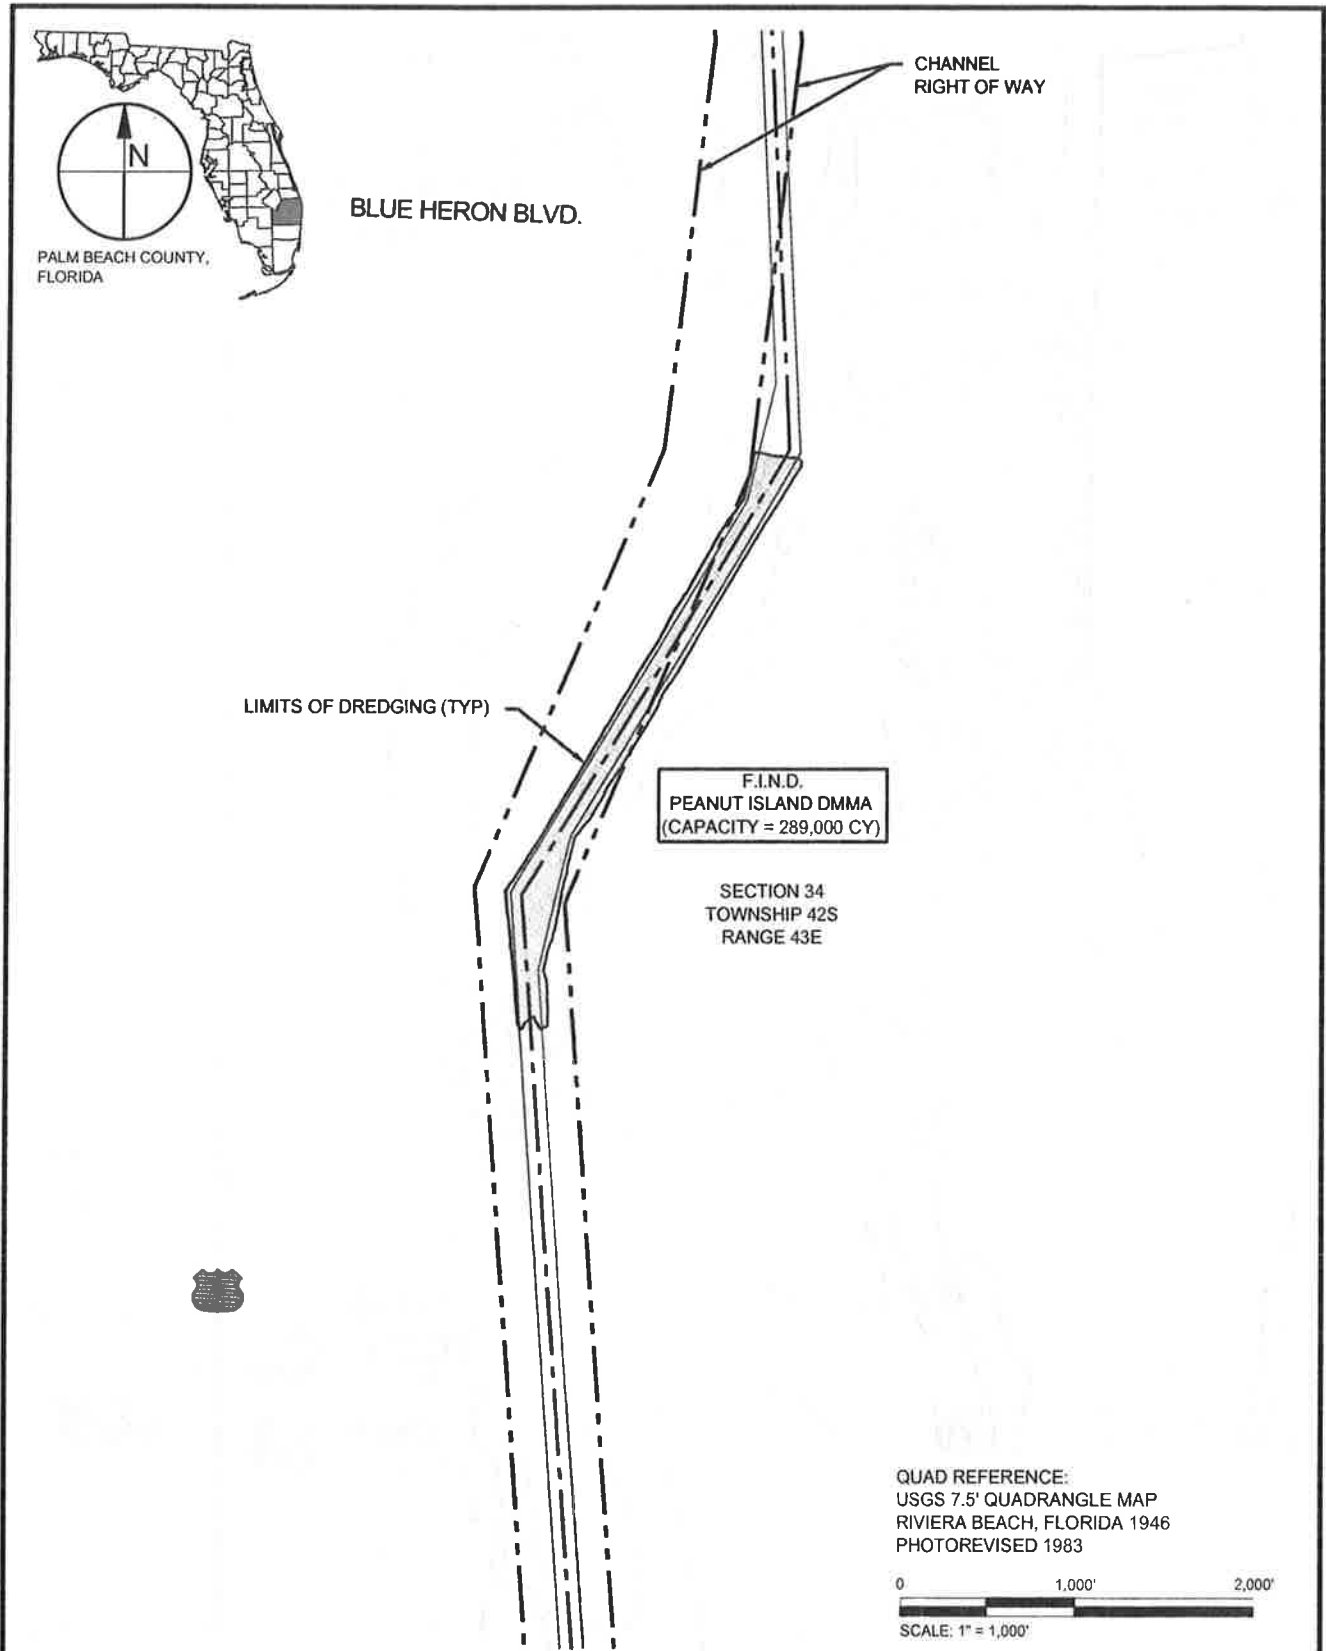 CHANNEL
RIGHT OF WAY
N
BLUE HERON BLVD.
PALM BEACH COUNTY,
FLORIDA
LIMITS OF DREDGING (TYP)
F.I.N.D.
PEANUT ISLAND DMMA
(CAPACITY = 289,000 CY)
SECTION 34
TOWNSHIP 42S
RANGE 43E
QUAD REFERENCE:
USGS 7.5' QUADRANGLE MAP
RIVIERA BEACH, FLORIDA 1946
PHOTOREVISED 1983
0 1,000' 2,000'
SCALE: 1" = 1,000'